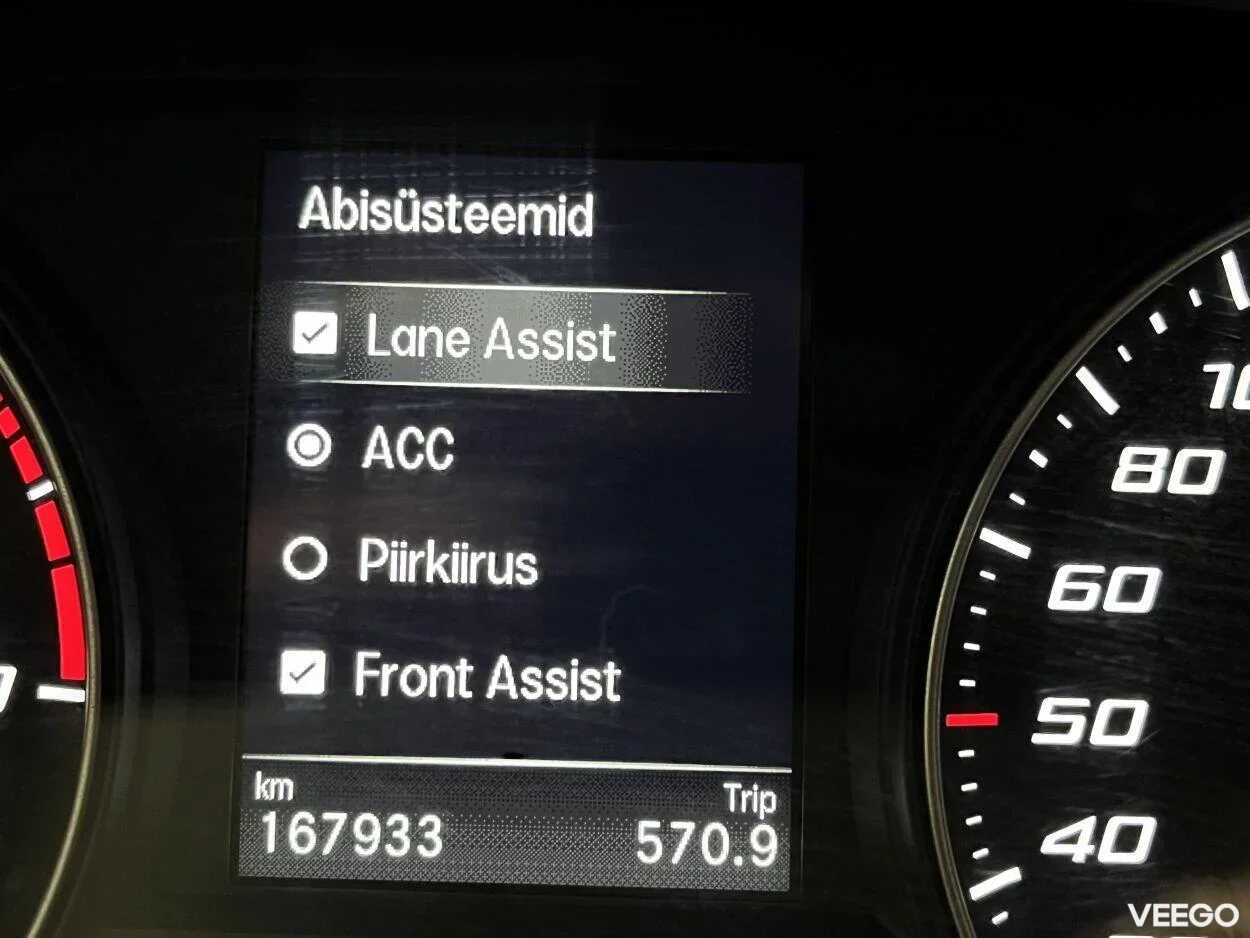 Abisüsteemid
Lane Assist
ACC
Piirkiirus
Front Assist
km
Trip
167933
570.9
80
60
50
40
VEEGO